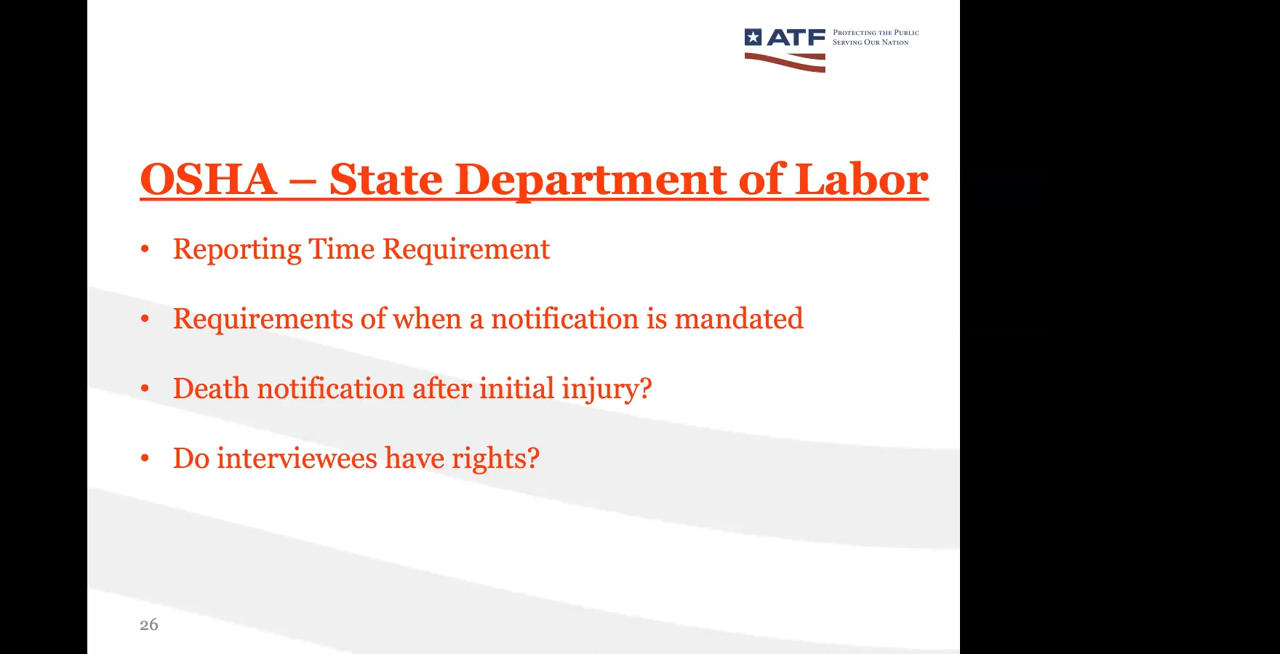 ATF
PROTECTING THE PUBLIC
SERVING OUR NATION
OSHA – State Department of Labor
• Reporting Time Requirement
• Requirements of when a notification is mandated
• Death notification after initial injury?
• Do interviewees have rights?
26